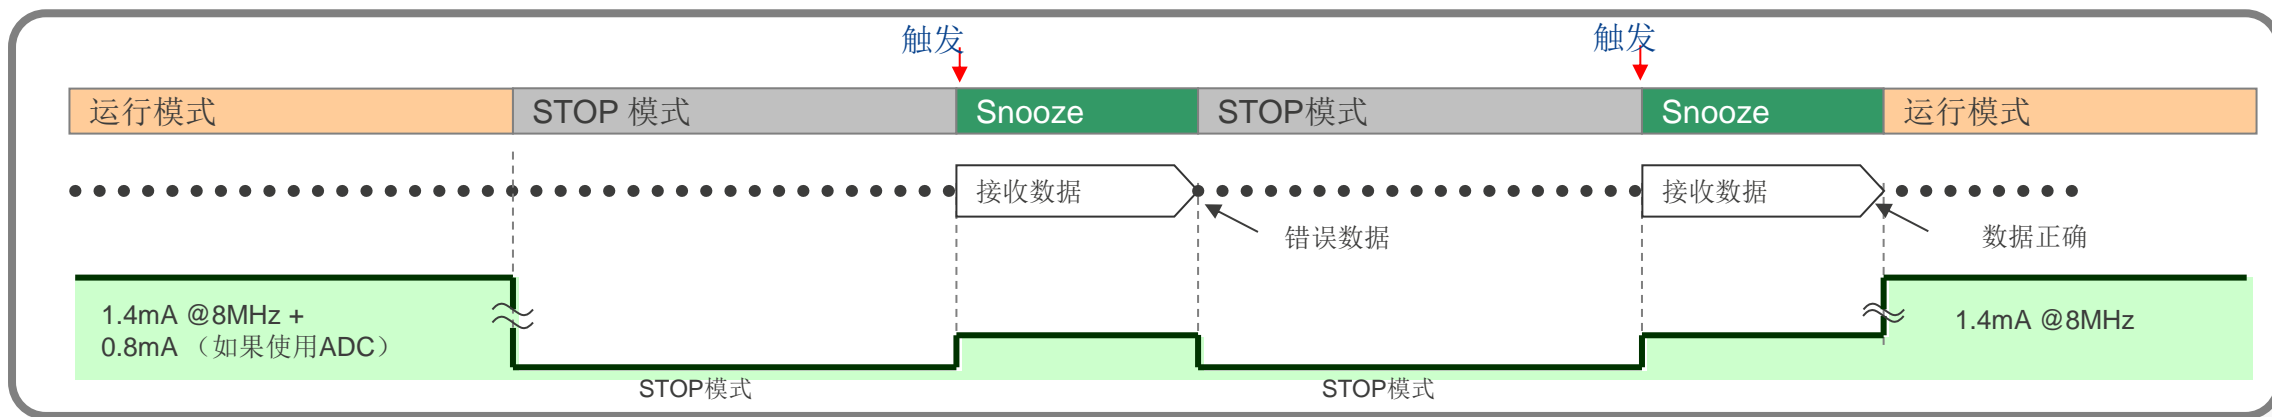 触发
触发
运行模式
STOP 模式
Snooze
STOP模式
Snooze
运行模式
接收数据
接收数据
错误数据
数据正确
1.4mA @8MHz +
0.8mA （如果使用ADC）
1.4mA @8MHz
STOP模式
STOP模式